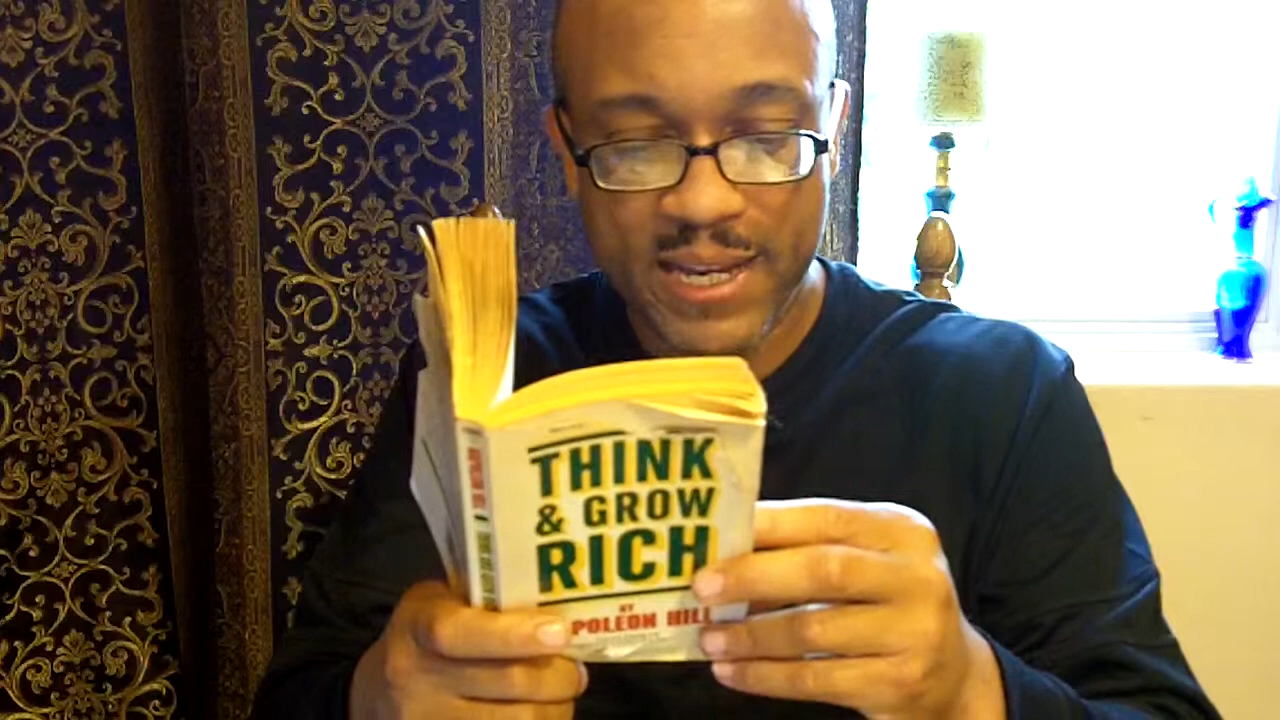 THINK
& GROW
RICH
BY
POLEON HILL